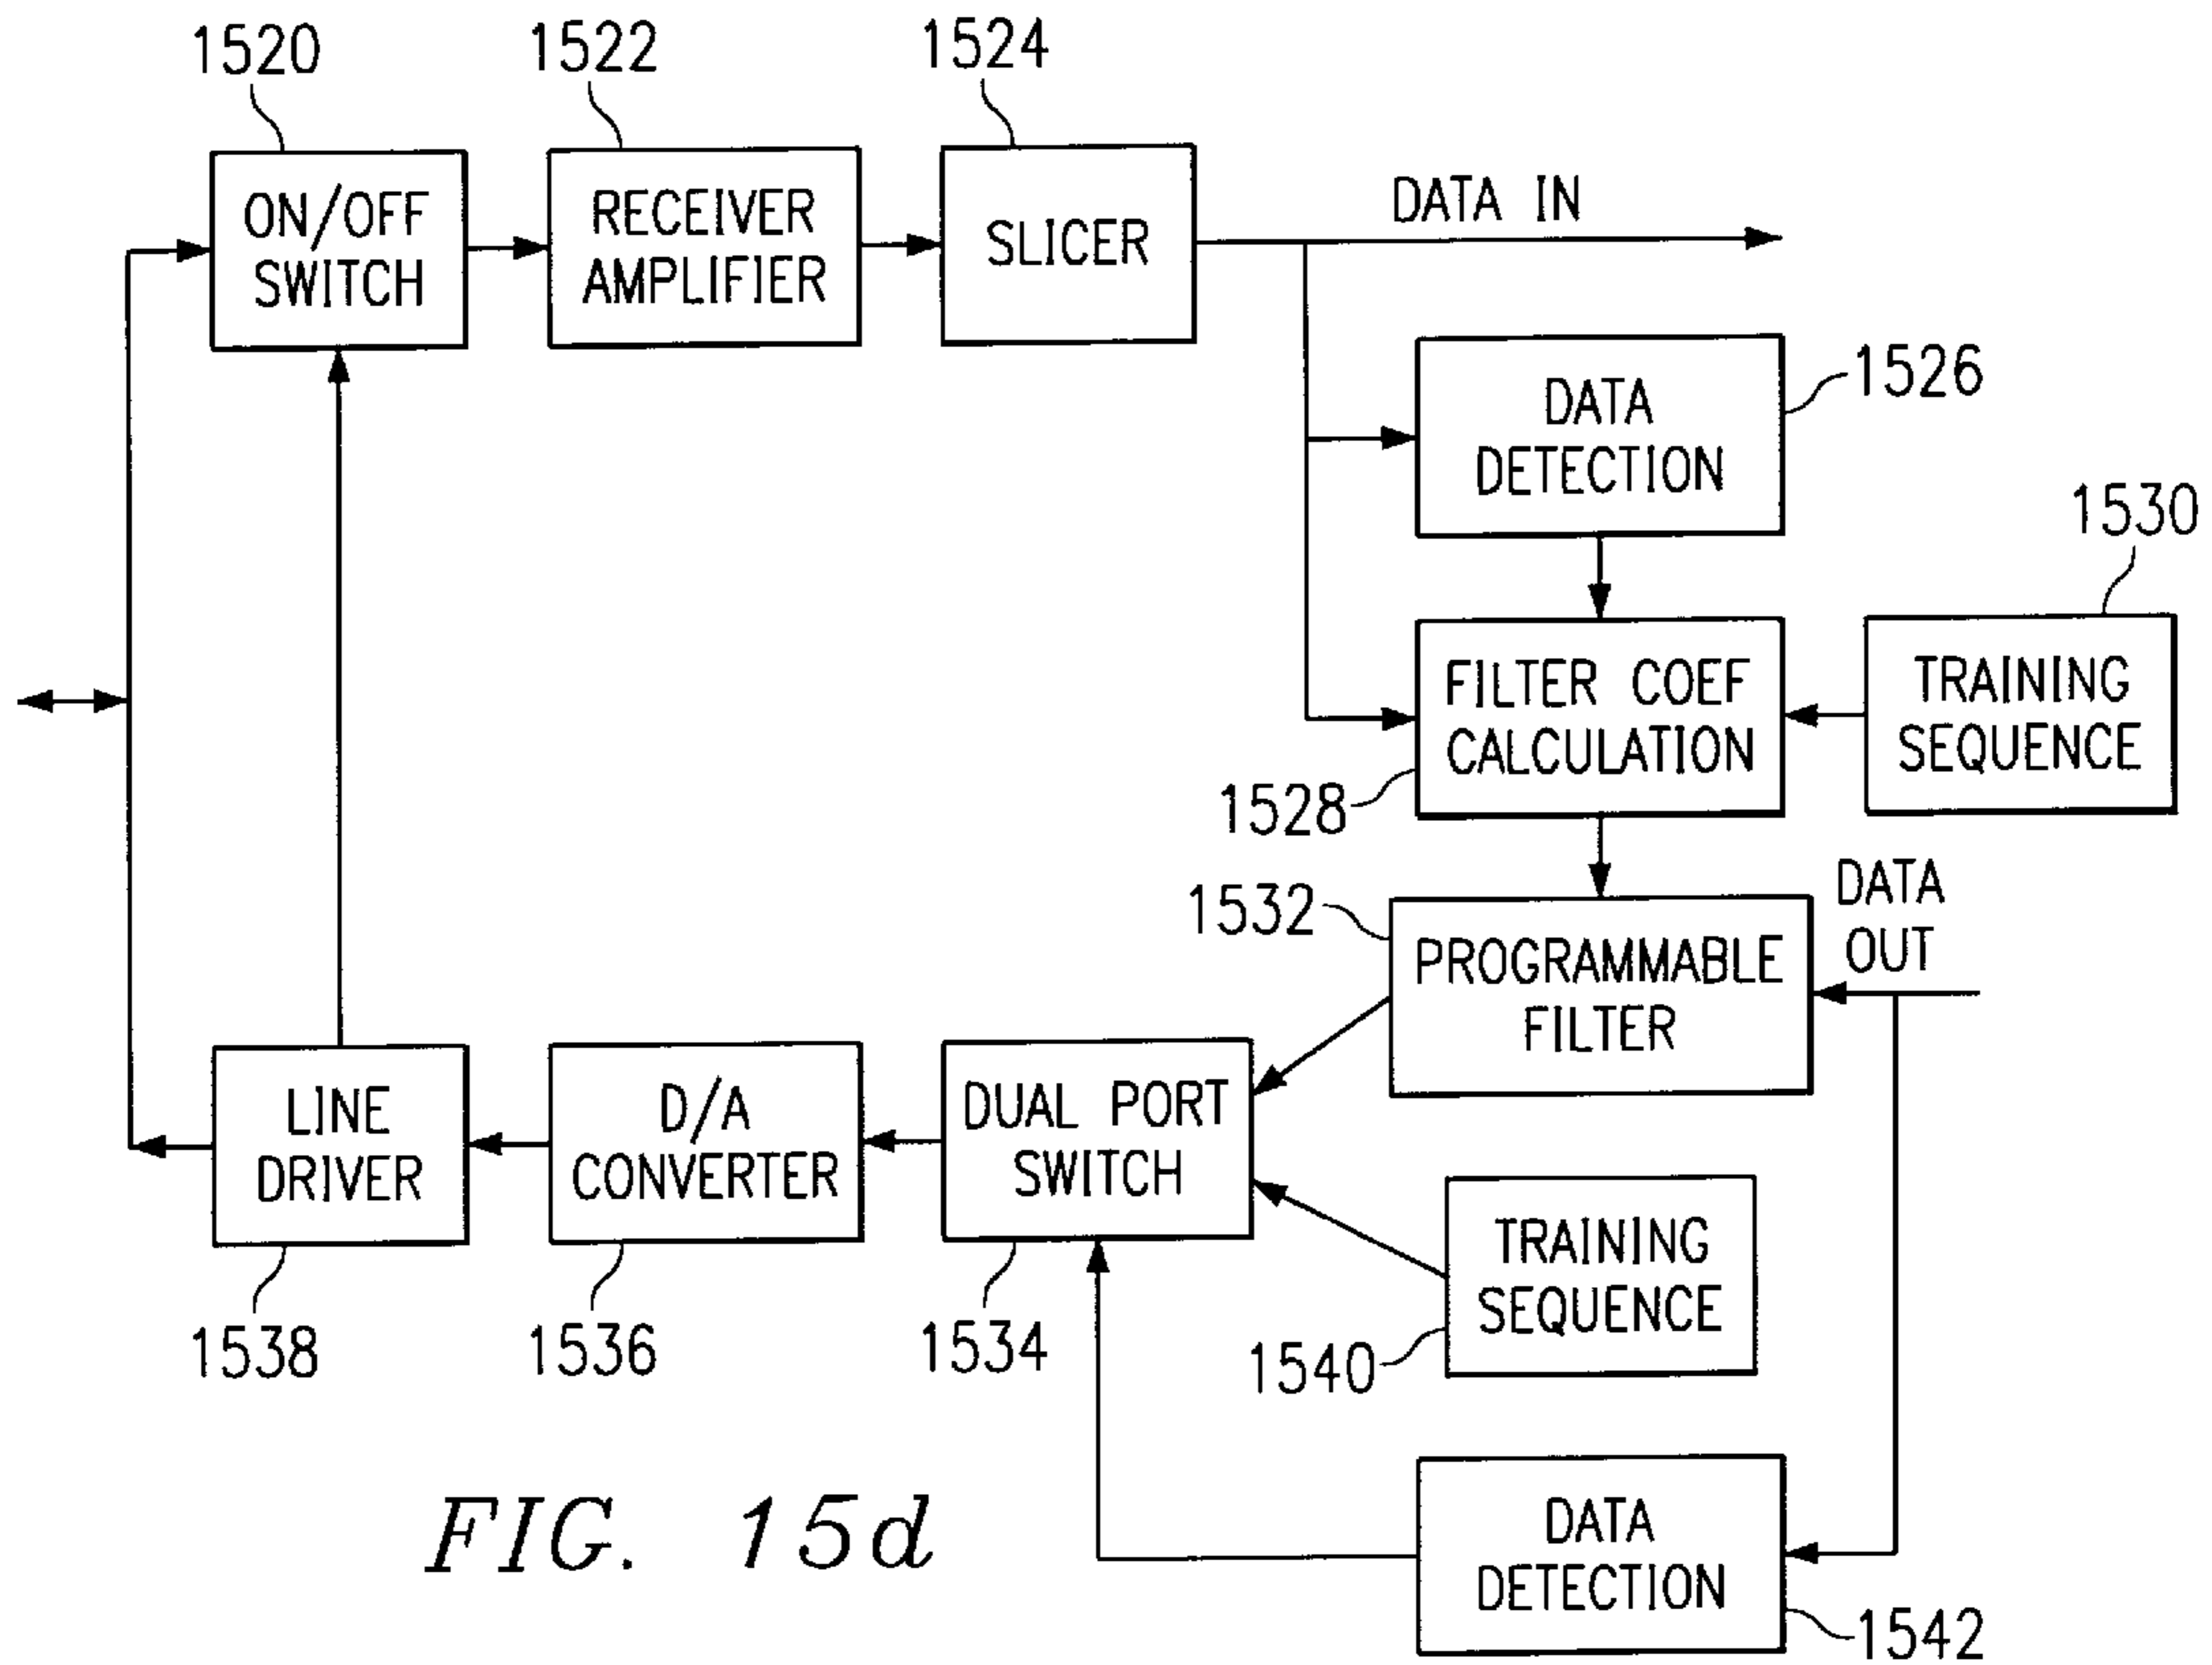 1520
1522
1524
ON/OFF
SWITCH
RECEIVER
AMPLIFIER
SLICER
DATA IN
DATA
DETECTION
1526
1530
FILTER COEF
CALCULATION
1528
TRAINING
SEQUENCE
1532
PROGRAMMABLE
FILTER
DATA
OUT
LINE
DRIVER
D/A
CONVERTER
DUAL PORT
SWITCH
TRAINING
SEQUENCE
1538
1536
1534
1540
DATA
DETECTION
1542
FIG. 15d